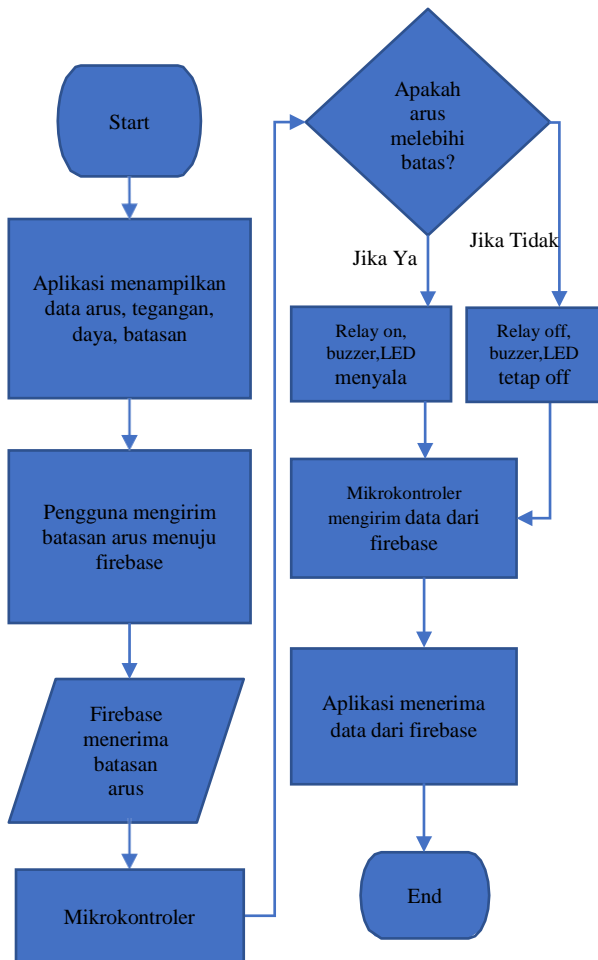 Start
Aplikasi menampilkan
data arus, tegangan,
daya, batasan
Pengguna mengirim
batasan arus menuju
firebase
Firebase
menerima
batasan
arus
Mikrokontroler
Apakah
arus
melebihi
batas?
Jika Ya
Jika Tidak
Relay on,
buzzer,LED
menyala
Relay off,
buzzer,LED
tetap off
Mikrokontroler
mengirim data dari
firebase
Aplikasi menerima
data dari firebase
End